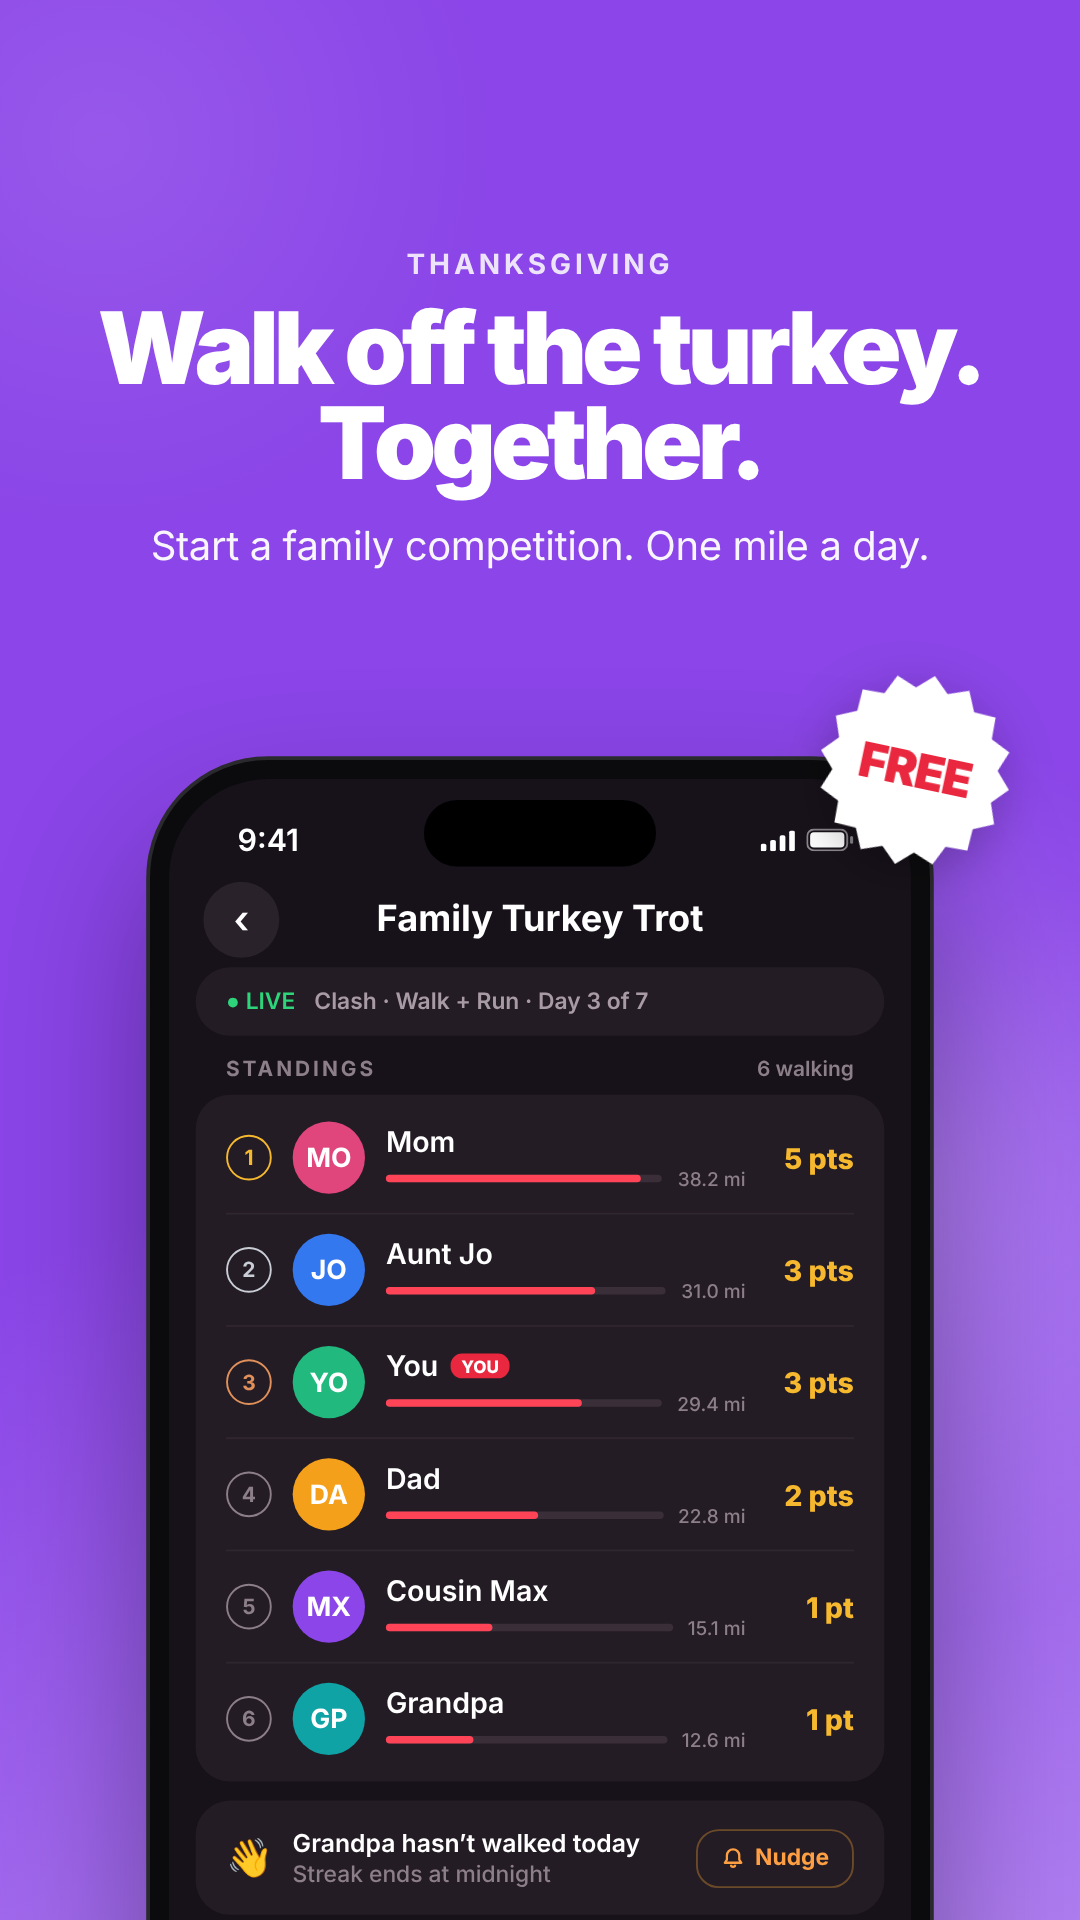 THANKSGIVING
Walk off the turkey.
Together.
Start a family competition. One mile a day.
FREE
9:41
Family Turkey Trot
LIVE Clash · Walk + Run · Day 3 of 7
STANDINGS 6 walking
1 MO Mom 38.2 mi 5 pts
2 JO Aunt Jo 31.0 mi 3 pts
3 YO You YOU 29.4 mi 3 pts
4 DA Dad 22.8 mi 2 pts
5 MX Cousin Max 15.1 mi 1 pt
6 GP Grandpa 12.6 mi 1 pt
Grandpa hasn't walked today
Streak ends at midnight
Nudge